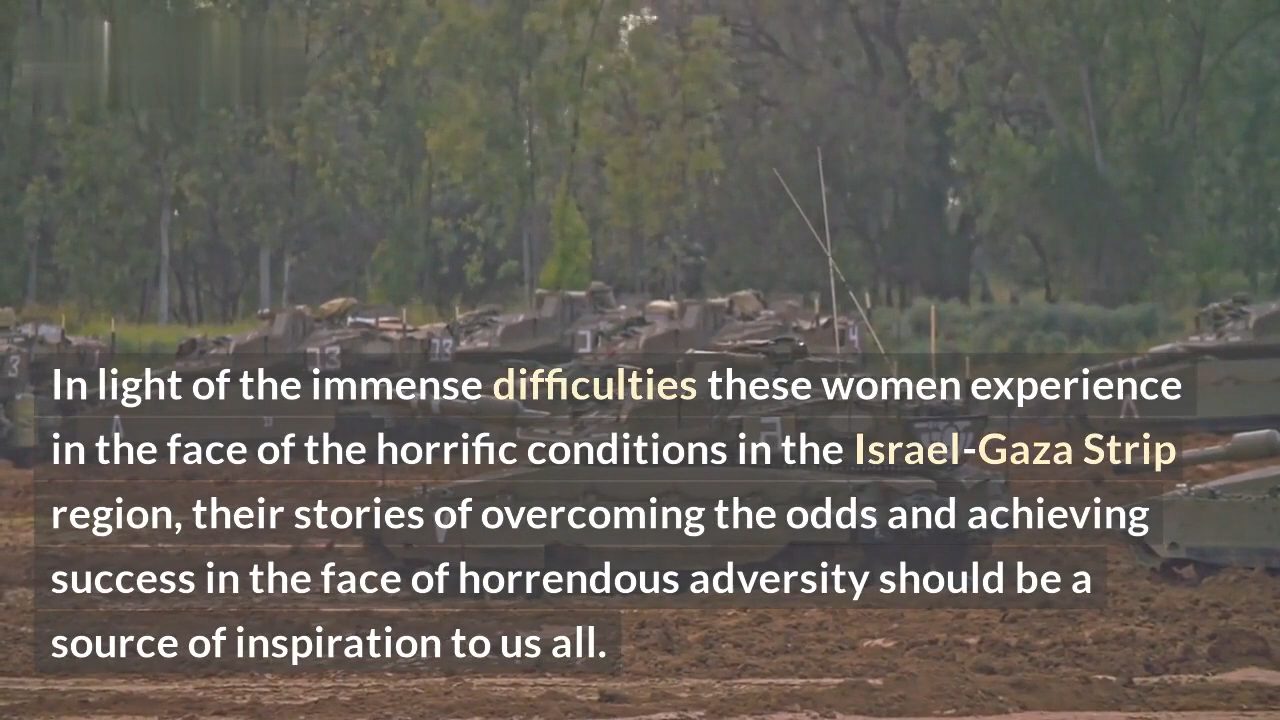 In light of the immense difficulties these women experience
in the face of the horrific conditions in the Israel-Gaza Strip
region, their stories of overcoming the odds and achieving
success in the face of horrendous adversity should be a
source of inspiration to us all.